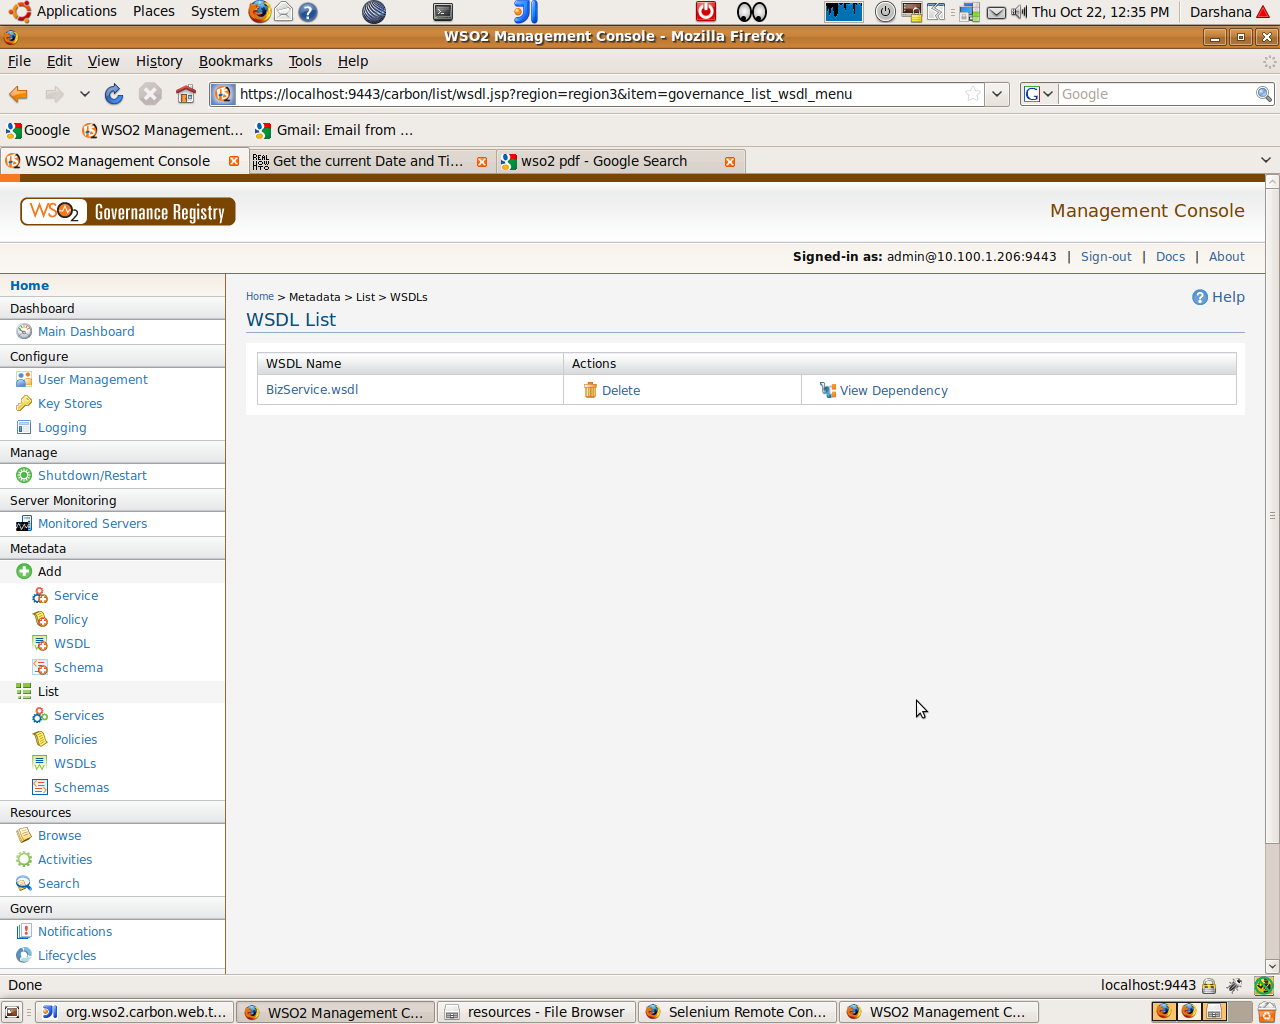 Applications Places System Thu Oct 22, 12:35 PM Darshana
WSO2 Management Console - Mozilla Firefox
File Edit View History Bookmarks Tools Help
https://localhost:9443/carbon/list/wsdl.jsp?region=region3&item=governance_list_wsdl_menu G Google
Google WSO2 Management... Gmail: Email from ...
WSO2 Management Console REAL HOW TO Get the current Date and Ti... wso2 pdf - Google Search
WSO2 Governance Registry Management Console
Signed-in as: admin@10.100.1.206:9443 | Sign-out | Docs | About
Home
Dashboard
Main Dashboard
Configure
User Management
Key Stores
Logging
Manage
Shutdown/Restart
Server Monitoring
Monitored Servers
Metadata
Add
Service
Policy
WSDL
Schema
List
Services
Policies
WSDLs
Schemas
Resources
Browse
Activities
Search
Govern
Notifications
Lifecycles
Home > Metadata > List > WSDLs Help
WSDL List
WSDL Name Actions
BizService.wsdl Delete View Dependency
Done localhost:9443
org.wso2.carbon.web.t... WSO2 Management C... resources - File Browser Selenium Remote Con... WSO2 Management C...